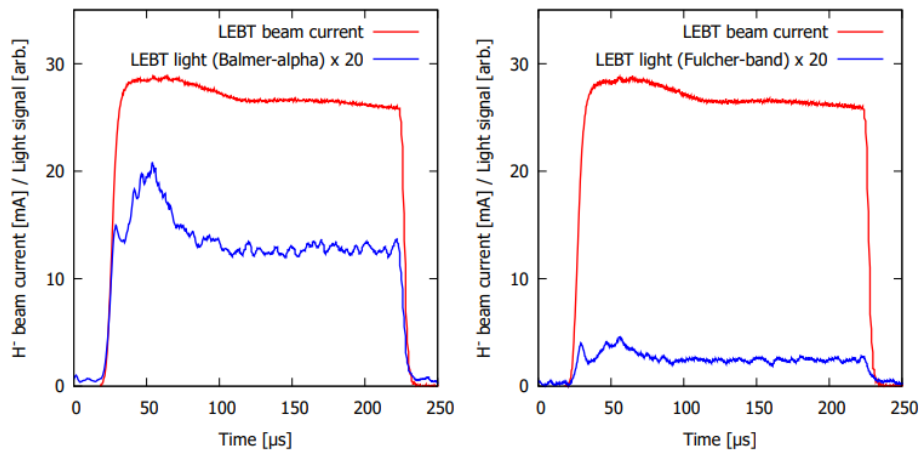 LEBT beam current
LEBT light (Balmer-alpha) x 20
H⁻ beam current [mA] / Light signal [arb.]
30
20
10
0
0 50 100 150 200 250
Time [µs]
LEBT beam current
LEBT light (Fulcher-band) x 20
H⁻ beam current [mA] / Light signal [arb.]
30
20
10
0
0 50 100 150 200 250
Time [µs]